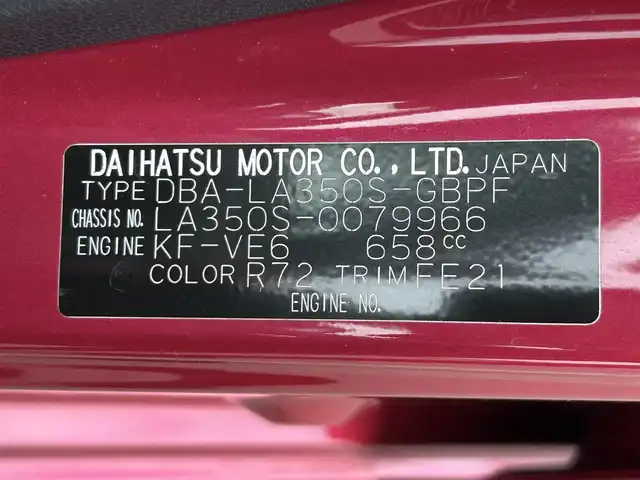 DAIHATSU MOTOR CO., LTD. JAPAN
TYPE DBA-LA350S-GBPF
CHASSIS NO. LA350S-0079966
ENGINE KF-VE6 658cc
COLOR R72 TRIM FE21
ENGINE NO.